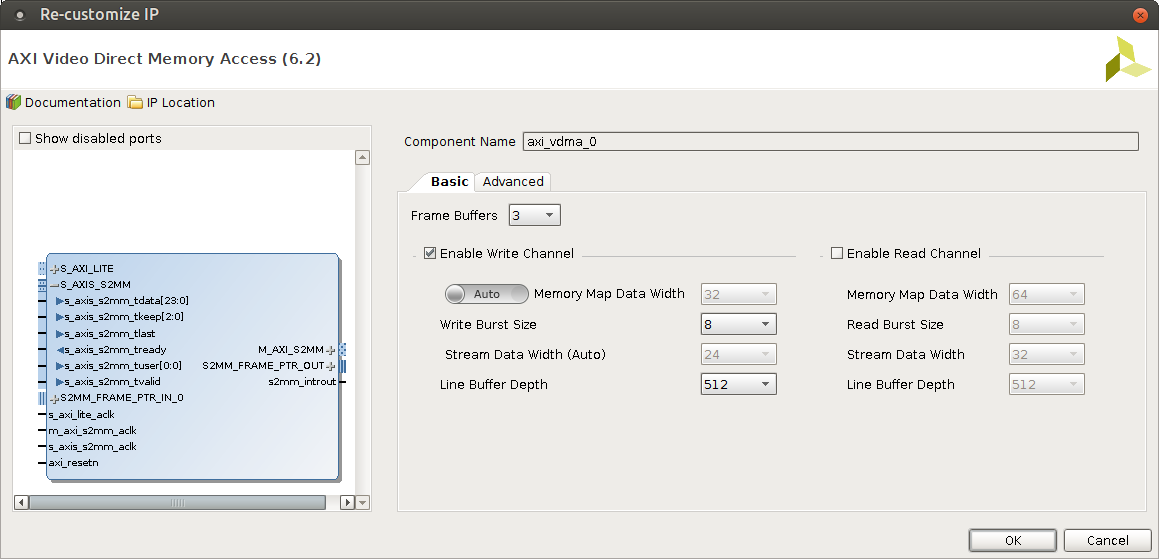 Re-customize IP
AXI Video Direct Memory Access (6.2)
Documentation IP Location
Show disabled ports
S_AXI_LITE
S_AXIS_S2MM
s_axis_s2mm_tdata[23:0]
s_axis_s2mm_tkeep[2:0]
s_axis_s2mm_tlast
s_axis_s2mm_tready
s_axis_s2mm_tuser[0:0]
s_axis_s2mm_tvalid
S2MM_FRAME_PTR_IN_0
s_axi_lite_aclk
m_axi_s2mm_aclk
s_axis_s2mm_aclk
axi_resetn
M_AXI_S2MM
S2MM_FRAME_PTR_OUT
s2mm_introut
Component Name axi_vdma_0
Basic Advanced
Frame Buffers 3
Enable Write Channel
Auto Memory Map Data Width 32
Write Burst Size 8
Stream Data Width (Auto) 24
Line Buffer Depth 512
Enable Read Channel
Memory Map Data Width 64
Read Burst Size 8
Stream Data Width 32
Line Buffer Depth 512
OK Cancel